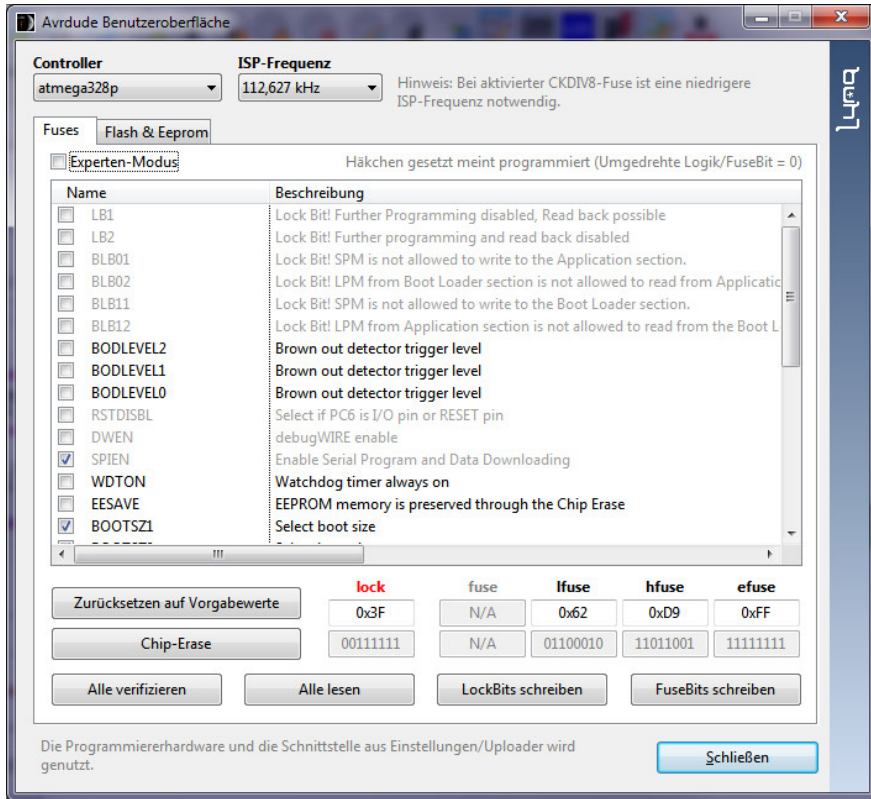 Avrdude Benutzeroberfläche
Controller
ISP-Frequenz
atmega328p
112,627 kHz
Hinweis: Bei aktivierter CKDIV8-Fuse ist eine niedrigere
ISP-Frequenz notwendig.
bühl
Fuses
Flash & Eeprom
Experten-Modus
Häkchen gesetzt meint programmiert (Umgedrehte Logik/FuseBit = 0)
Name Beschreibung
LB1 Lock Bit! Further Programming disabled, Read back possible
LB2 Lock Bit! Further programming and read back disabled
BLB01 Lock Bit! SPM is not allowed to write to the Application section.
BLB02 Lock Bit! LPM from Boot Loader section is not allowed to read from Applicatic
BLB11 Lock Bit! SPM is not allowed to write to the Boot Loader section.
BLB12 Lock Bit! LPM from Application section is not allowed to read from the Boot L
BODLEVEL2 Brown out detector trigger level
BODLEVEL1 Brown out detector trigger level
BODLEVEL0 Brown out detector trigger level
RSTDISBL Select if PC6 is I/O pin or RESET pin
DWEN debugWIRE enable
SPIEN Enable Serial Program and Data Downloading
WDTON Watchdog timer always on
EESAVE EEPROM memory is preserved through the Chip Erase
BOOTSZ1 Select boot size
lock fuse lfuse hfuse efuse
Zurücksetzen auf Vorgabewerte 0x3F N/A 0x62 0xD9 0xFF
Chip-Erase 00111111 N/A 01100010 11011001 11111111
Alle verifizieren Alle lesen LockBits schreiben FuseBits schreiben
Die Programmiererhardware und die Schnittstelle aus Einstellungen/Uploader wird
genutzt.
Schließen